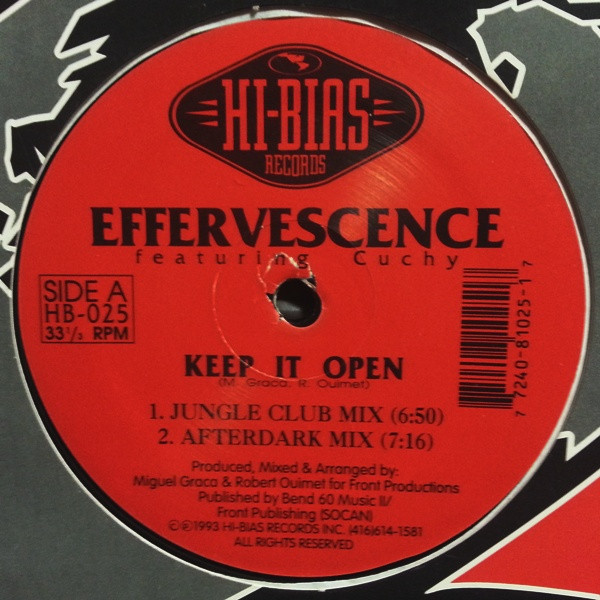 HI-BIAS
RECORDS
EFFERVESCENCE
featuring Cuchy
SIDE A
HB-025
33 1/3 RPM
7 7240-81025-1 7
KEEP IT OPEN
(M. Graca, R. Ouimet)
1. JUNGLE CLUB MIX (6:50)
2. AFTERDARK MIX (7:16)
Produced, Mixed & Arranged by:
Miguel Graca & Robert Ouimet for Front Productions
Published by Bend 60 Music II/
Front Publishing (SOCAN)
©℗1993 HI-BIAS RECORDS INC. (416)614-1581
ALL RIGHTS RESERVED